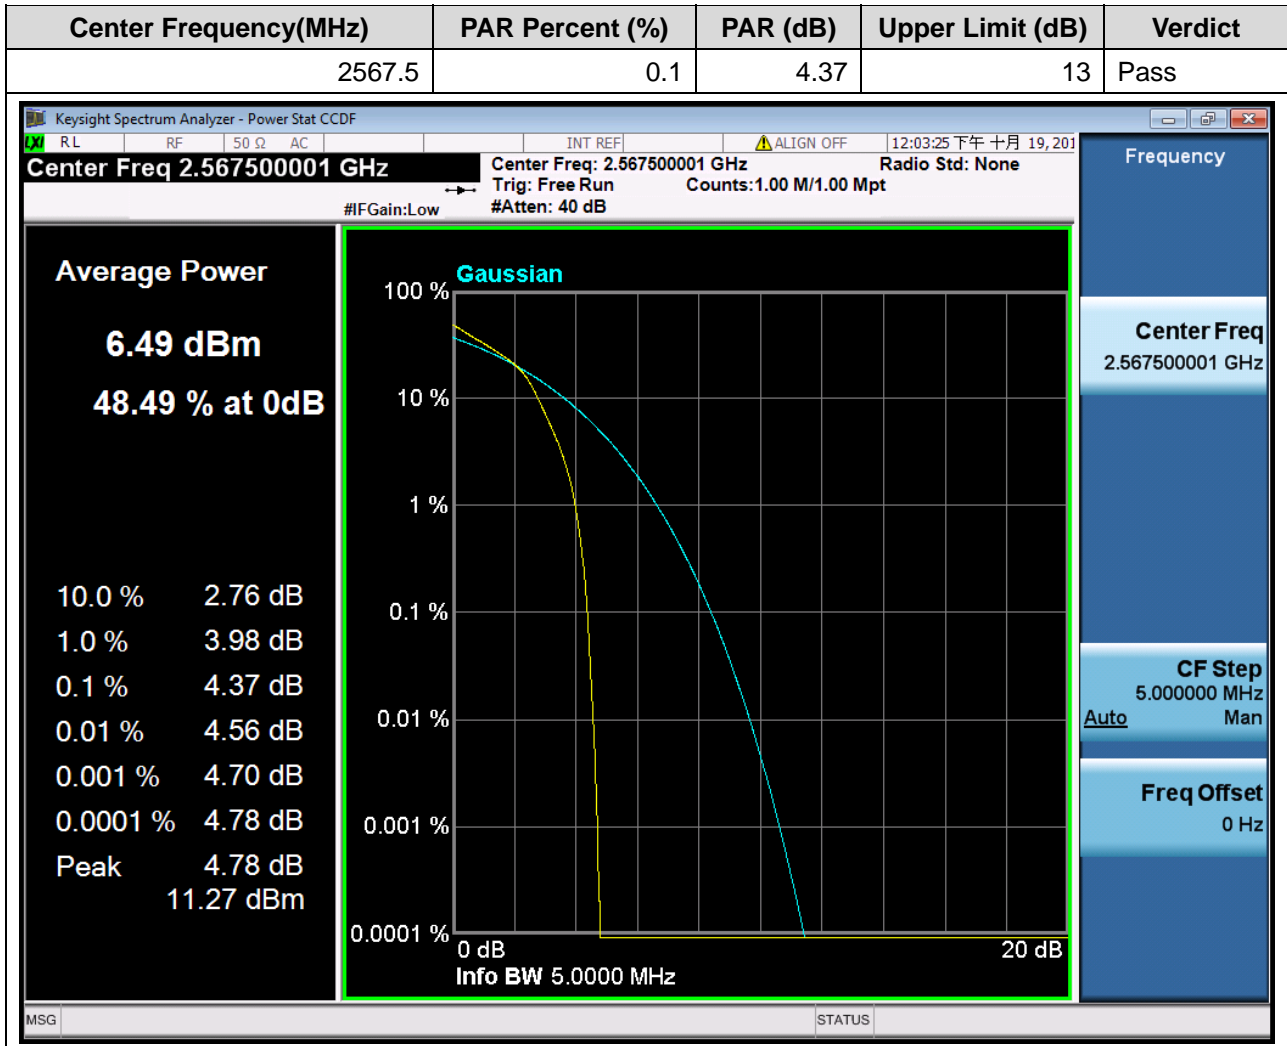 Center Frequency(MHz) PAR Percent (%) PAR (dB) Upper Limit (dB) Verdict
2567.5 0.1 4.37 13 Pass
Keysight Spectrum Analyzer - Power Stat CCDF
LXI RL RF 50 Ω AC INT REF ALIGN OFF 12:03:25 下午 十月 19, 201
Center Freq 2.567500001 GHz
#IFGain:Low
Center Freq: 2.567500001 GHz Radio Std: None
Trig: Free Run Counts:1.00 M/1.00 Mpt
#Atten: 40 dB
Average Power
6.49 dBm
48.49 % at 0dB
10.0 % 2.76 dB
1.0 % 3.98 dB
0.1 % 4.37 dB
0.01 % 4.56 dB
0.001 % 4.70 dB
0.0001 % 4.78 dB
Peak 4.78 dB
11.27 dBm
Gaussian
100 %
10 %
1 %
0.1 %
0.01 %
0.001 %
0.0001 %
0 dB 20 dB
Info BW 5.0000 MHz
Frequency
Center Freq
2.567500001 GHz
CF Step
5.000000 MHz
Auto Man
Freq Offset
0 Hz
MSG STATUS